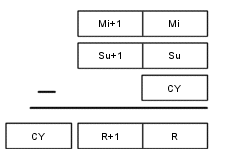 Mi+1 Mi
Su+1 Su
— CY
CY R+1 R